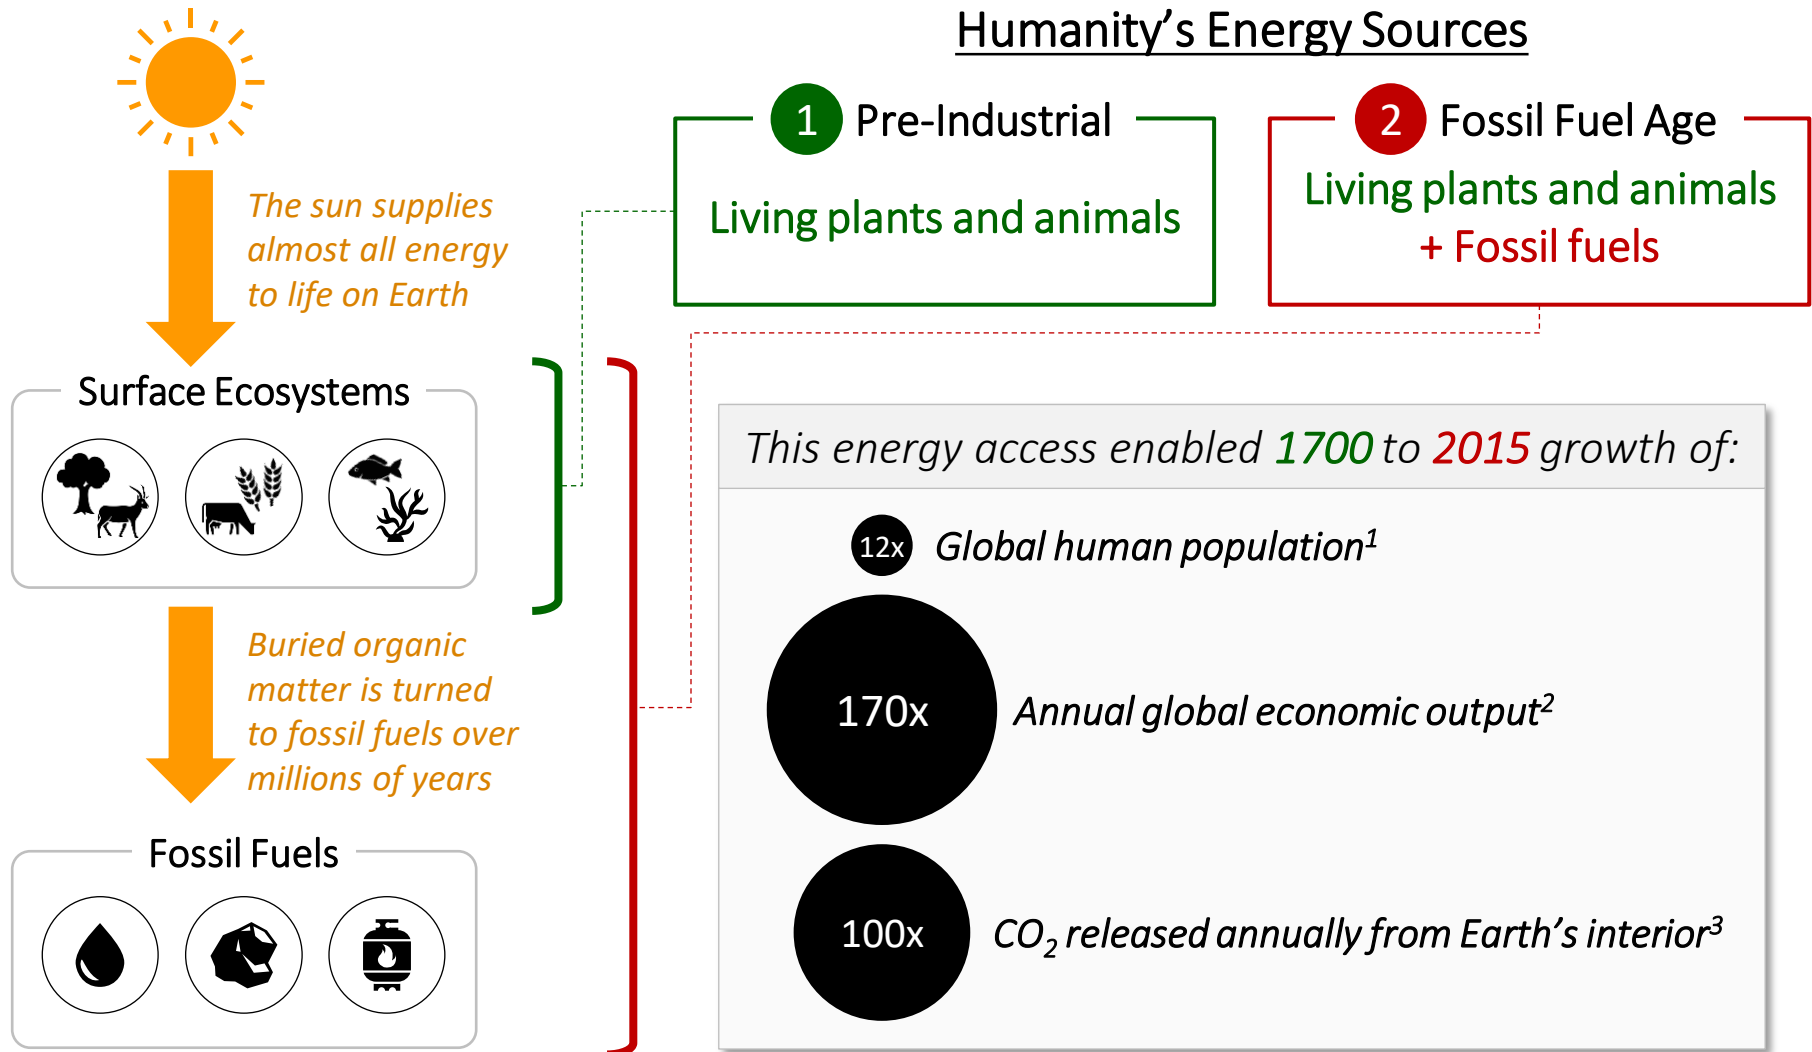 Humanity's Energy Sources
1 Pre-Industrial
Living plants and animals
2 Fossil Fuel Age
Living plants and animals
+ Fossil fuels
The sun supplies
almost all energy
to life on Earth
Surface Ecosystems
Buried organic
matter is turned
to fossil fuels over
millions of years
Fossil Fuels
This energy access enabled 1700 to 2015 growth of:
12x Global human population¹
170x Annual global economic output²
100x CO₂ released annually from Earth's interior³